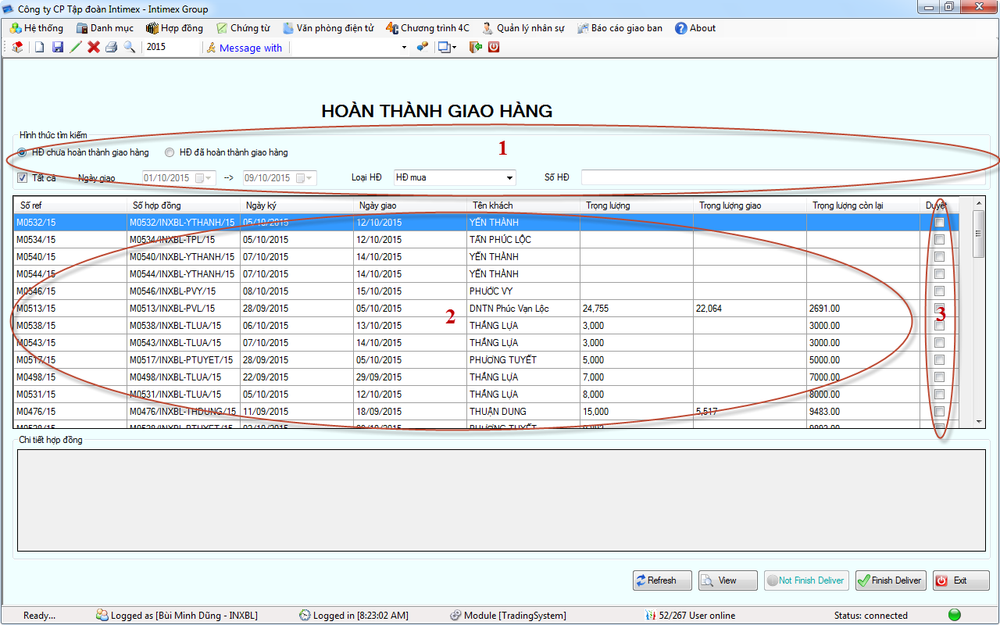 Công ty CP Tập đoàn Intimex - Intimex Group
Hệ thống Danh mục Hợp đồng Chứng từ Văn phòng điện tử Chương trình 4C Quản lý nhân sự Báo cáo giao ban About
2015 Message with
HOÀN THÀNH GIAO HÀNG
Hình thức tìm kiếm
1
HĐ chưa hoàn thành giao hàng HĐ đã hoàn thành giao hàng
Tất cả Ngày giao 01/10/2015 --> 09/10/2015 Loại HĐ HĐ mua Số HĐ
Số ref Số hợp đồng Ngày ký Ngày giao Tên khách Trọng lượng Trọng lượng giao Trọng lượng còn lại Duyệt
M0532/15 M0532/INXBL-YTHANH/15 05/10/2015 12/10/2015 YẾN THÀNH
M0534/15 M0534/INXBL-TPL/15 05/10/2015 12/10/2015 TẤN PHÚC LỘC
M0540/15 M0540/INXBL-YTHANH/15 07/10/2015 14/10/2015 YẾN THÀNH
M0544/15 M0544/INXBL-YTHANH/15 07/10/2015 14/10/2015 YẾN THÀNH
M0546/15 M0546/INXBL-PVY/15 08/10/2015 15/10/2015 PHƯỚC VY
M0513/15 M0513/INXBL-PVL/15 28/09/2015 05/10/2015 DNTN Phúc Vạn Lộc 24,755 22,064 2691.00
2 3
M0538/15 M0538/INXBL-TLUA/15 06/10/2015 13/10/2015 THẮNG LỰA 3,000 3000.00
M0543/15 M0543/INXBL-TLUA/15 07/10/2015 14/10/2015 THẮNG LỰA 3,000 3000.00
M0517/15 M0517/INXBL-PTUYET/15 28/09/2015 05/10/2015 PHƯƠNG TUYẾT 5,000 5000.00
M0498/15 M0498/INXBL-TLUA/15 22/09/2015 29/09/2015 THẮNG LỰA 7,000 7000.00
M0531/15 M0531/INXBL-TLUA/15 05/10/2015 12/10/2015 THẮNG LỰA 8,000 8000.00
M0476/15 M0476/INXBL-THDUNG/15 11/09/2015 18/09/2015 THUẬN DUNG 15,000 5,517 9483.00
Chi tiết hợp đồng
Refresh View Not Finish Deliver Finish Deliver Exit
Ready... Logged as [Bùi Minh Dũng - INXBL] Logged in [8:23:02 AM] Module [TradingSystem] 52/267 User online Status: connected